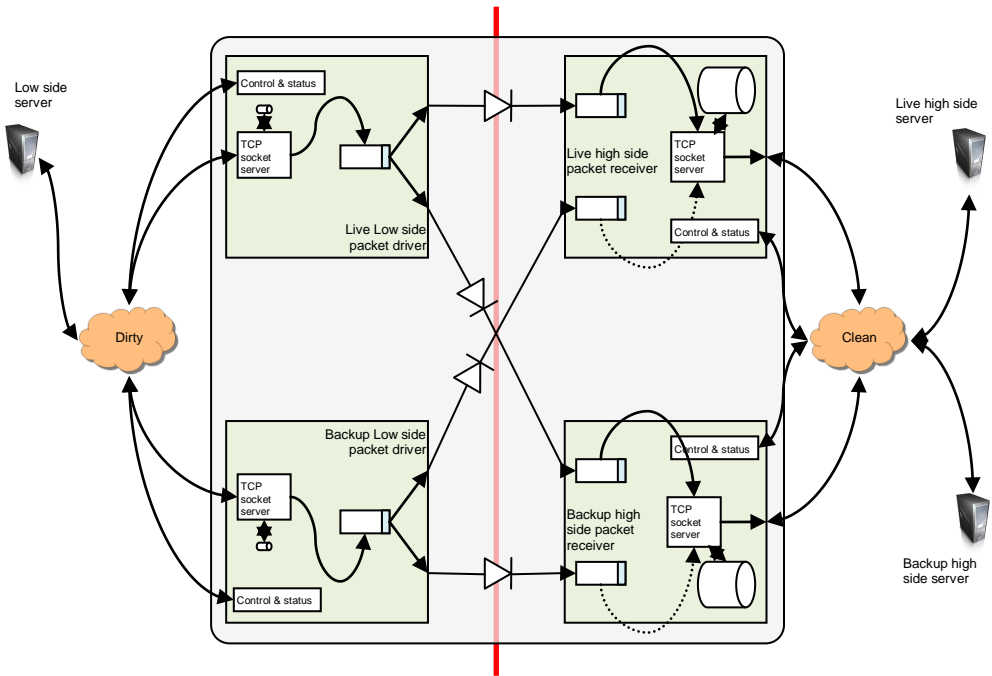 Low side
server
Control & status
TCP
socket
server
Live Low side
packet driver
Live high side
packet receiver
TCP
socket
server
Control & status
Live high side
server
Dirty
Clean
Backup Low side
packet driver
TCP
socket
server
Control & status
Control & status
Backup high
side packet
receiver
TCP
socket
server
Backup high
side server